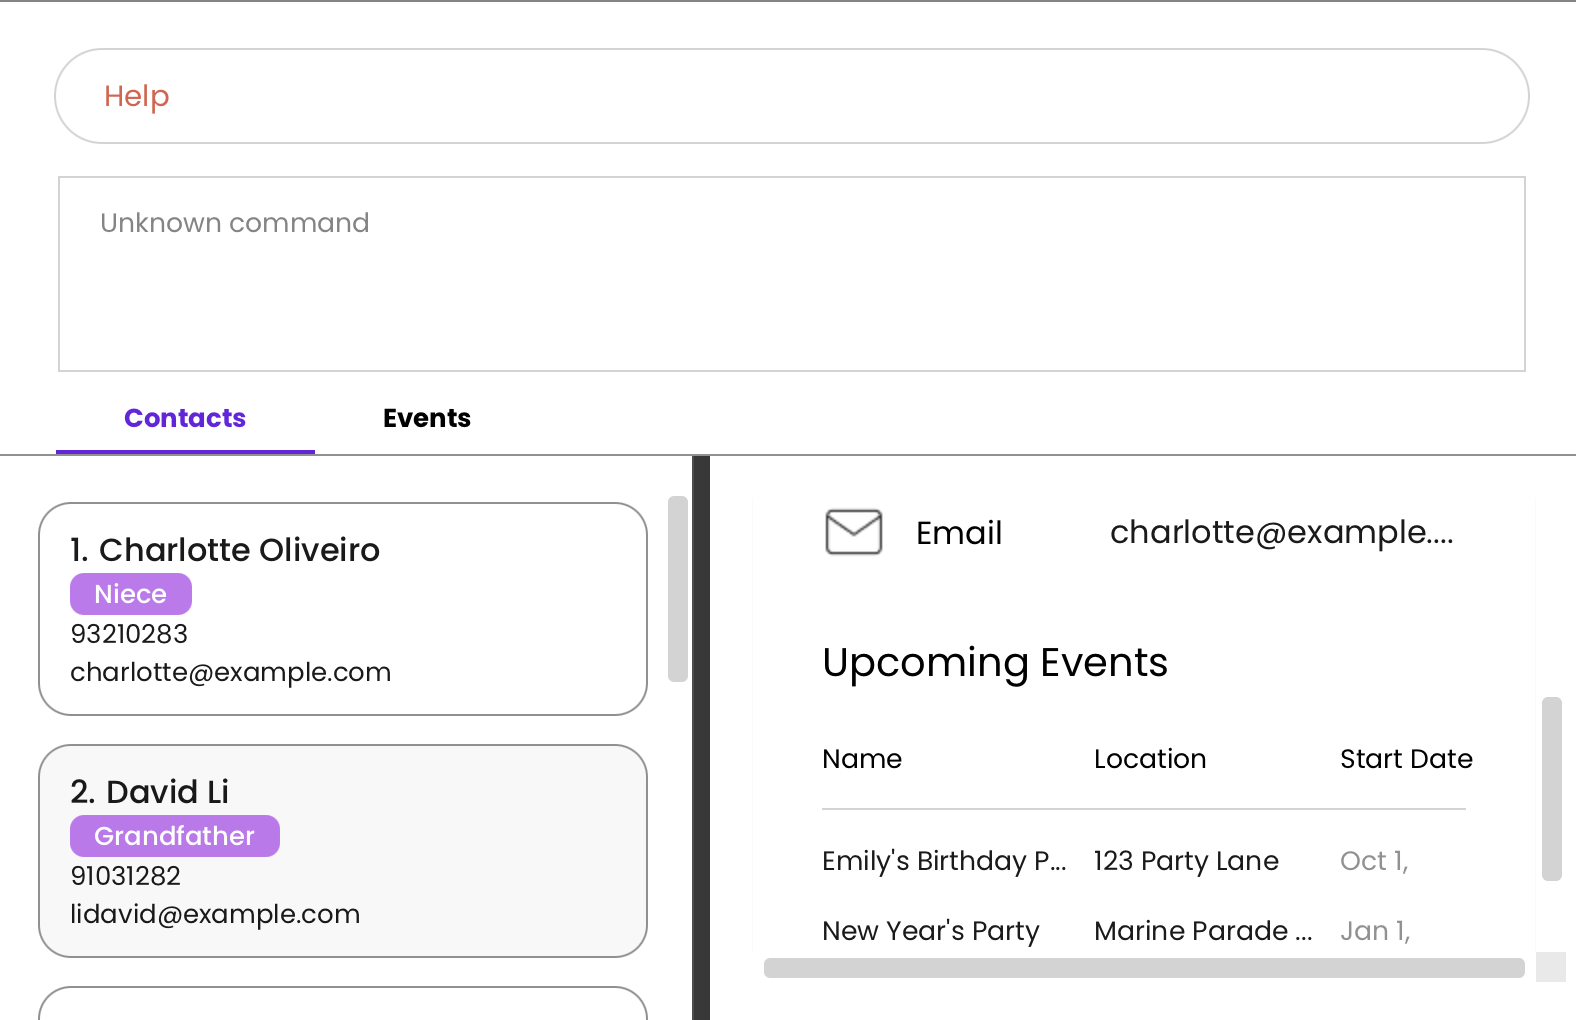 Help
Unknown command
Contacts Events
1. Charlotte Oliveiro
Niece
93210283
charlotte@example.com
2. David Li
Grandfather
91031282
lidavid@example.com
Email charlotte@example....
Upcoming Events
Name Location Start Date
Emily's Birthday P... 123 Party Lane Oct 1,
New Year's Party Marine Parade ... Jan 1,